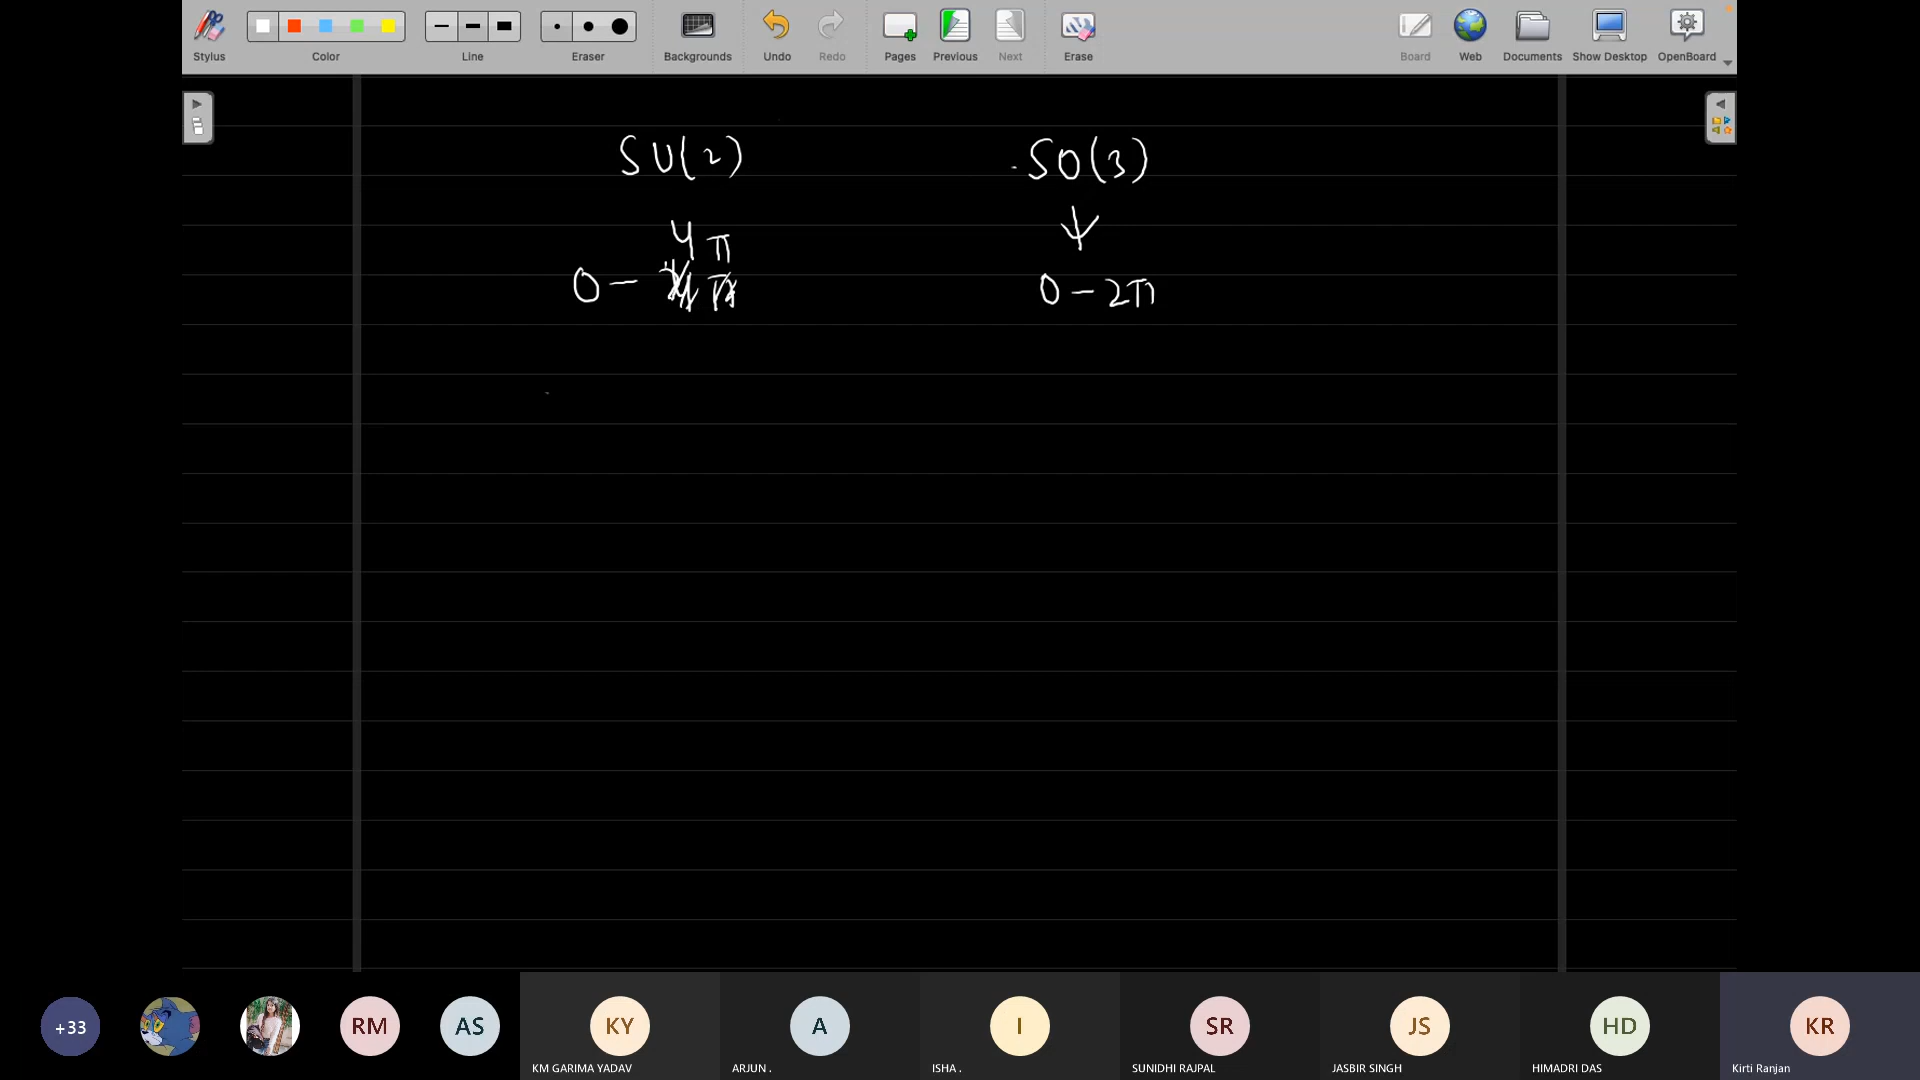 Stylus Color Line Eraser Backgrounds Undo Redo Pages Previous Next Erase Board Web Documents Show Desktop OpenBoard
SU(2) SO(3)
4π ψ
0 - 0 - 2π
+33 RM AS KY A I SR JS HD KR
KM GARIMA YADAV ARJUN . ISHA . SUNIDHI RAJPAL JASBIR SINGH HIMADRI DAS Kirti Ranjan